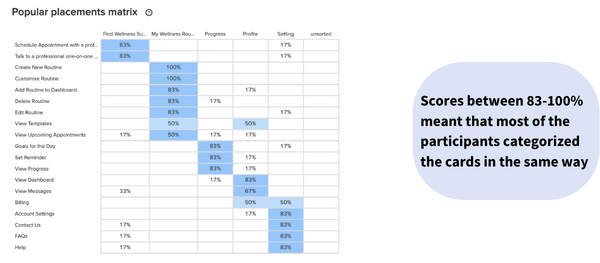 Popular placements matrix
Find Wellness Su... My Wellness Rou... Progress Profile Setting unsorted
Schedule Appointment with a prof... 83% 17%
Talk to a professional one-on-one ... 83% 17%
Create New Routine 100%
Customise Routine 100%
Add Routine to Dashboard 83% 17%
Delete Routine 83% 17%
Edit Routine 83% 17%
View Templates 50% 50%
View Upcoming Appointments 17% 50% 17% 17%
Goals for the Day 83% 17%
Set Reminder 83% 17%
View Progress 83% 17%
View Dashboard 17% 83%
View Messages 33% 67%
Billing 50% 50%
Account Settings 17% 83%
Contact Us 17% 83%
FAQs 17% 83%
Help 17% 83%
Scores between 83-100%
meant that most of the
participants categorized
the cards in the same way